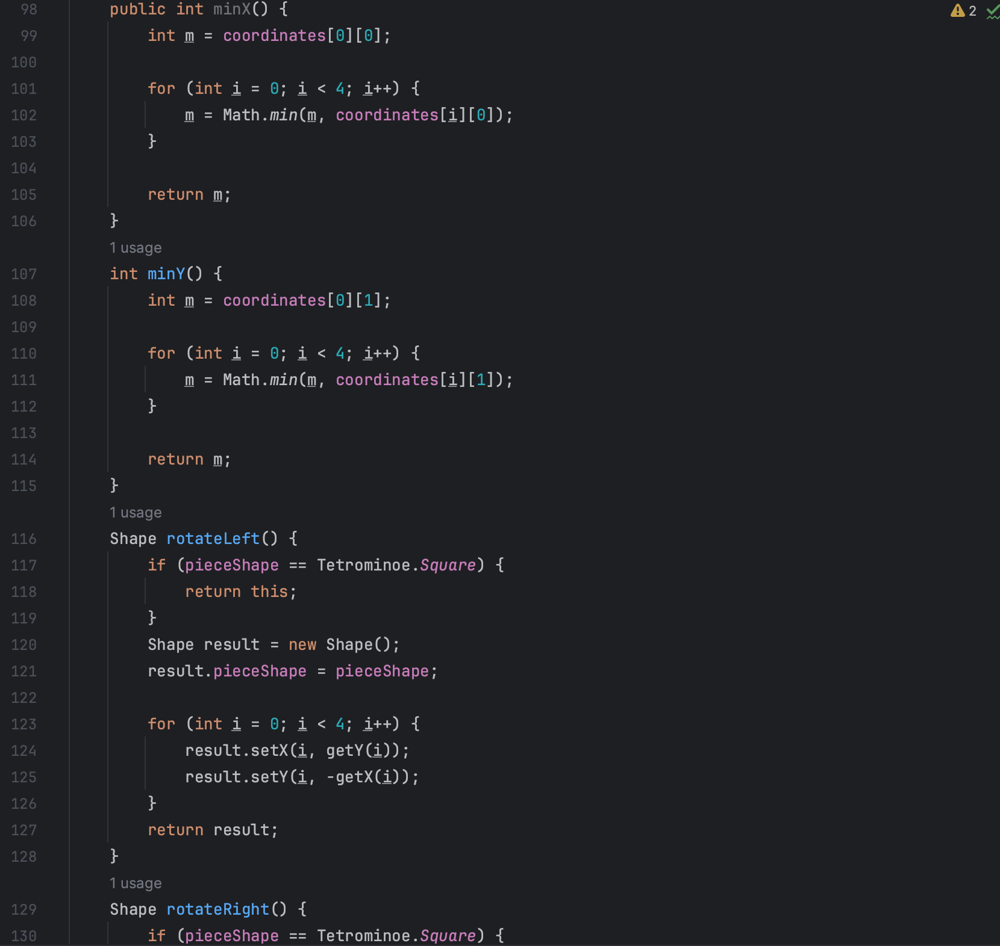 98 public int minX() {
2
99 int m = coordinates[0][0];
100
101 for (int i = 0; i < 4; i++) {
102 m = Math.min(m, coordinates[i][0]);
103 }
104
105 return m;
106 }
1 usage
107 int minY() {
108 int m = coordinates[0][1];
109
110 for (int i = 0; i < 4; i++) {
111 m = Math.min(m, coordinates[i][1]);
112 }
113
114 return m;
115 }
1 usage
116 Shape rotateLeft() {
117 if (pieceShape == Tetrominoe.Square) {
118 return this;
119 }
120 Shape result = new Shape();
121 result.pieceShape = pieceShape;
122
123 for (int i = 0; i < 4; i++) {
124 result.setX(i, getY(i));
125 result.setY(i, -getX(i));
126 }
127 return result;
128 }
1 usage
129 Shape rotateRight() {
130 if (pieceShape == Tetrominoe.Square) {